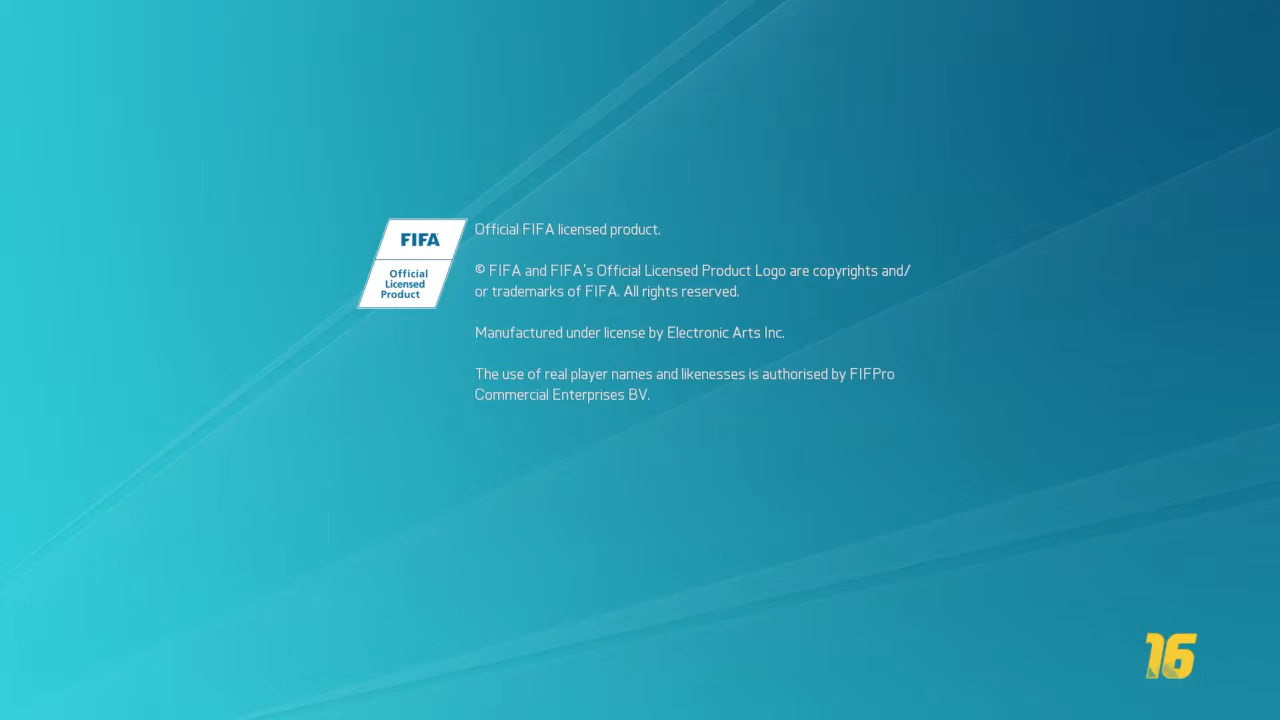 FIFA
Official
Licensed
Product
Official FIFA licensed product.
© FIFA and FIFA's Official Licensed Product Logo are copyrights and/
or trademarks of FIFA. All rights reserved.
Manufactured under license by Electronic Arts Inc.
The use of real player names and likenesses is authorised by FIFPro
Commercial Enterprises BV.
16